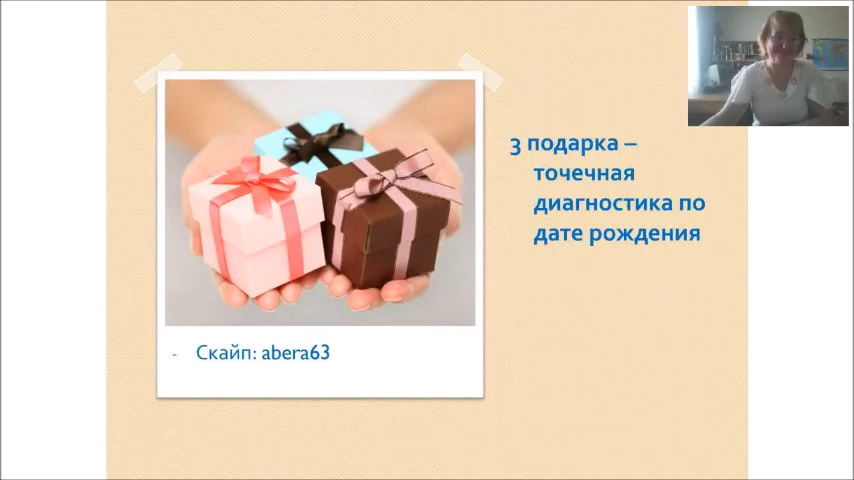 3 подарка –
точечная
диагностика по
дате рождения
- Скайп: abera63